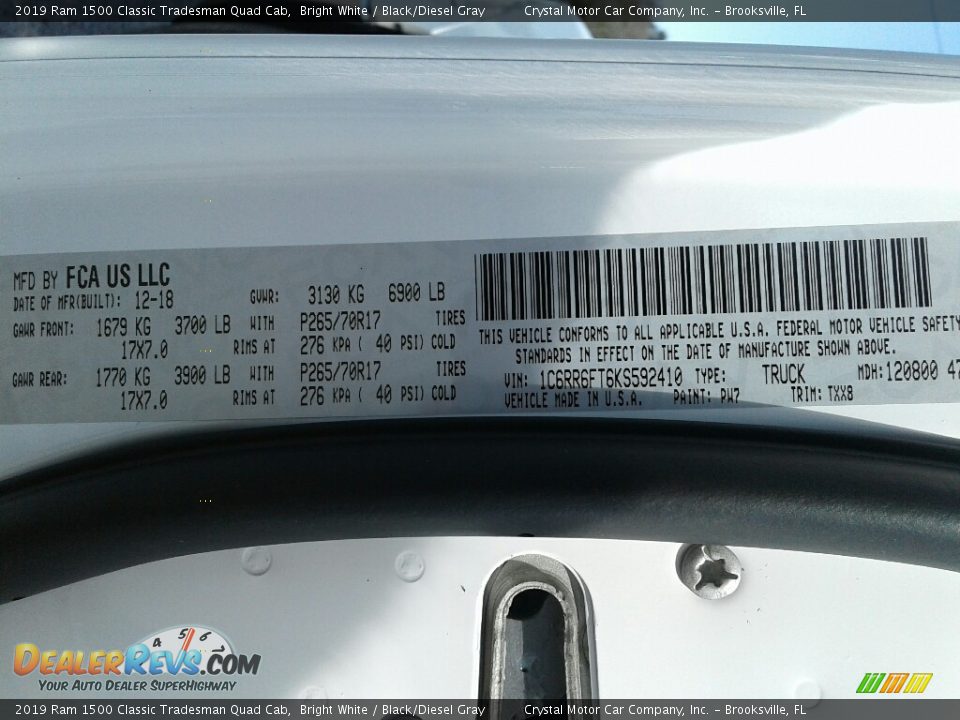 2019 Ram 1500 Classic Tradesman Quad Cab, Bright White / Black/Diesel Gray Crystal Motor Car Company, Inc. – Brooksville, FL
MFD BY FCA US LLC
DATE OF MFR(BUILT): 12-18 GVWR: 3130 KG 6900 LB
GAWR FRONT: 1679 KG 3700 LB WITH P265/70R17 TIRES
17X7.0 RIMS AT 276 KPA ( 40 PSI) COLD
GAWR REAR: 1770 KG 3900 LB WITH P265/70R17 TIRES
17X7.0 RIMS AT 276 KPA ( 40 PSI) COLD
THIS VEHICLE CONFORMS TO ALL APPLICABLE U.S.A. FEDERAL MOTOR VEHICLE SAFETY
STANDARDS IN EFFECT ON THE DATE OF MANUFACTURE SHOWN ABOVE.
VIN: 1C6RR6FT6KS592410 TYPE: TRUCK MDH: 120800 47
VEHICLE MADE IN U.S.A. PAINT: PW7 TRIM: TXX8
4 5 6
DEALERREVS.COM
YOUR AUTO DEALER SUPERHIGHWAY
2019 Ram 1500 Classic Tradesman Quad Cab, Bright White / Black/Diesel Gray Crystal Motor Car Company, Inc. – Brooksville, FL